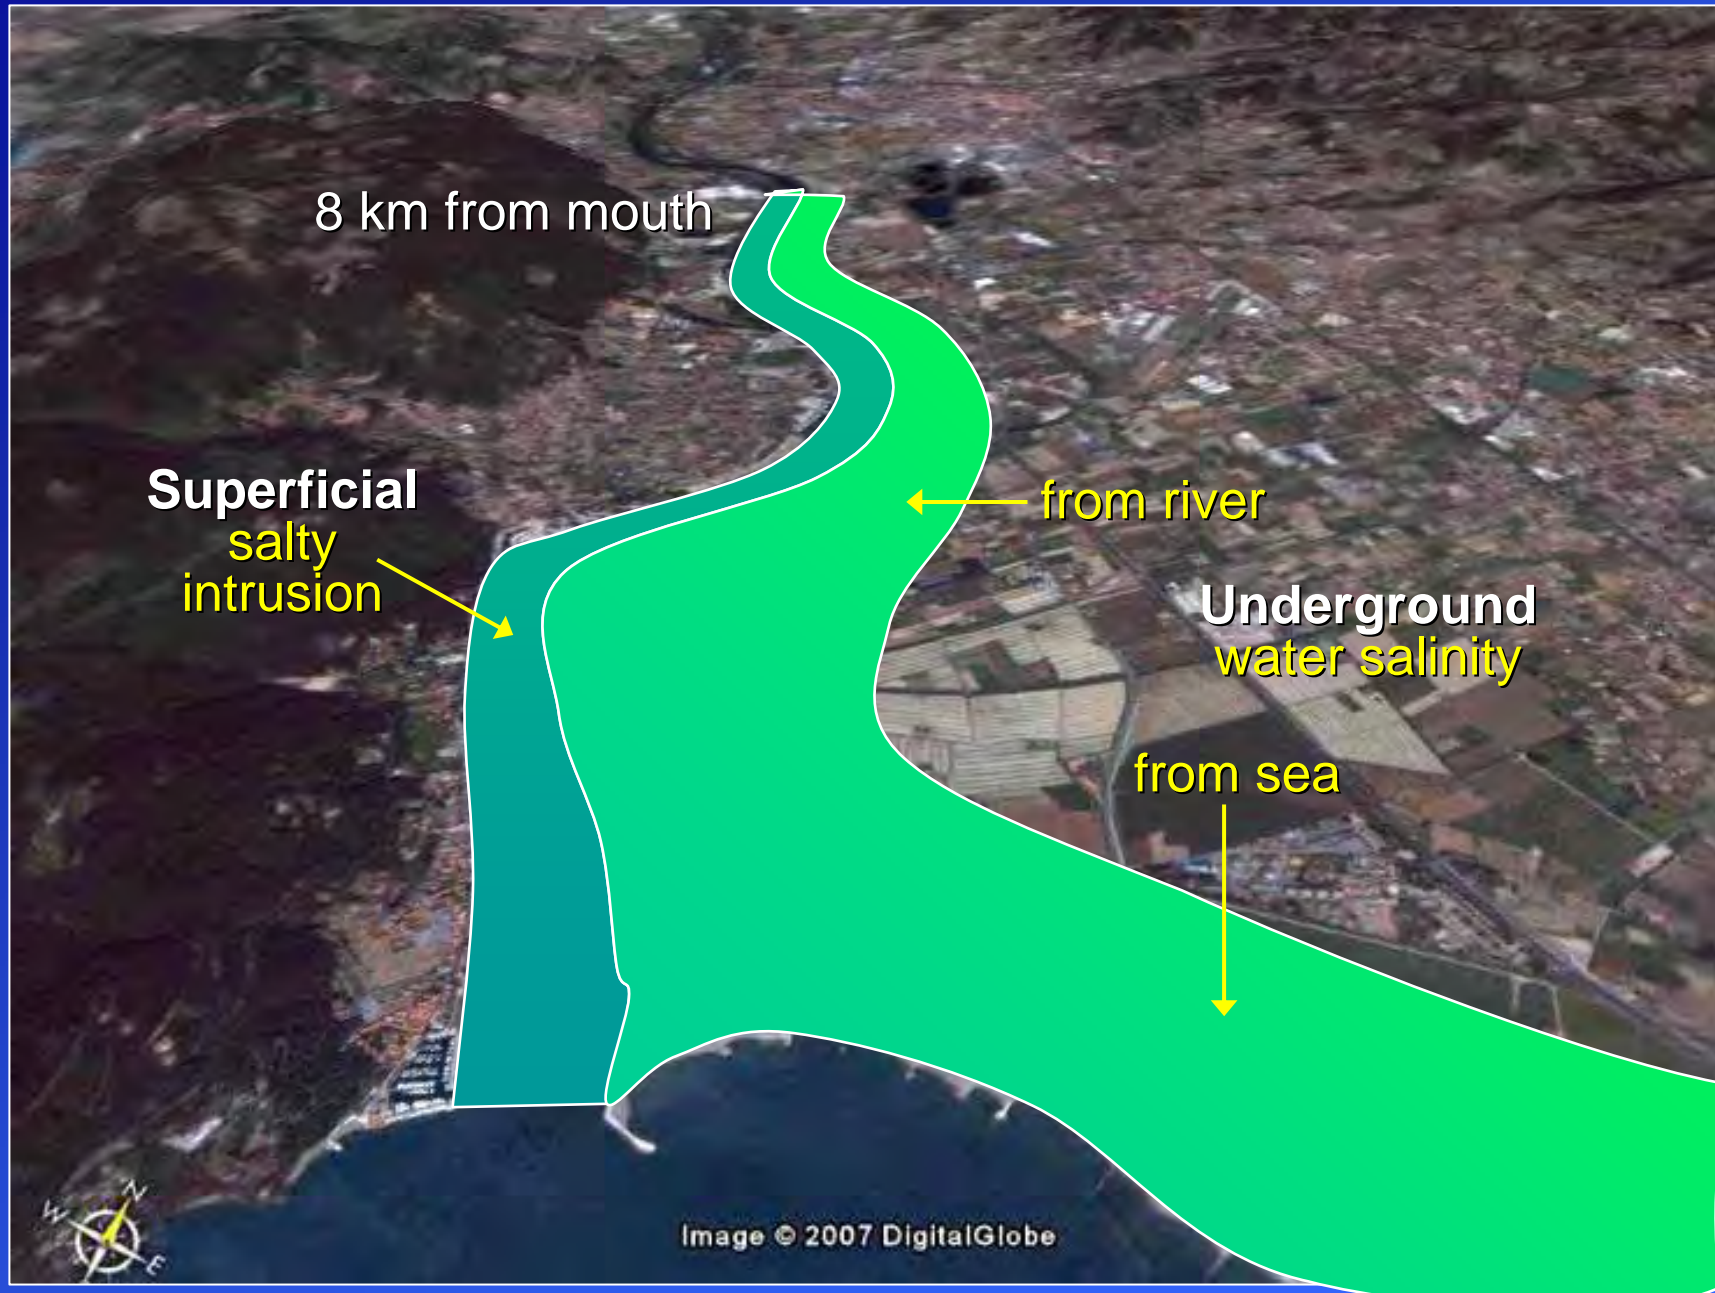 8 km from mouth
Superficial
salty
intrusion
from river
Underground
water salinity
from sea
N
W
E
Image © 2007 DigitalGlobe